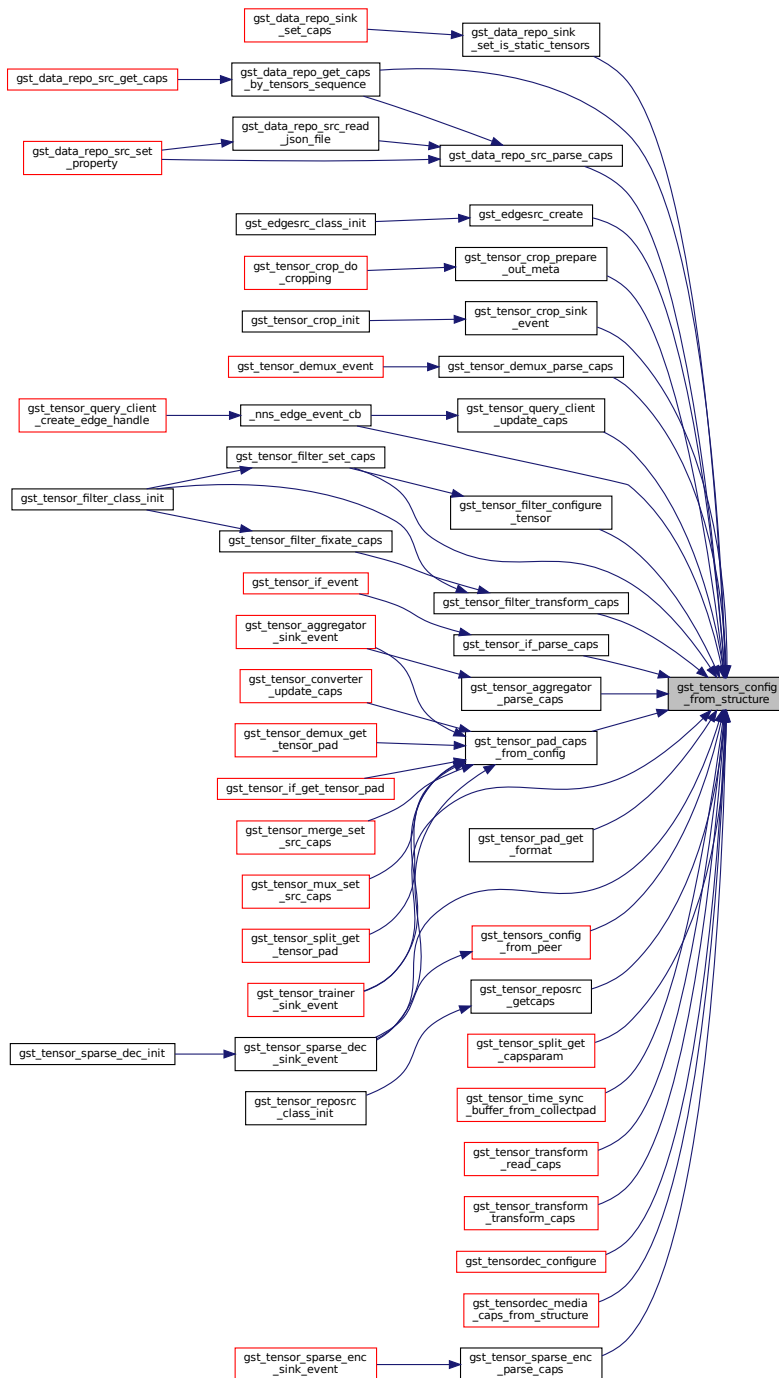 gst_data_repo_sink
_set_caps
gst_data_repo_sink
_set_is_static_tensors
gst_data_repo_src_get_caps
gst_data_repo_get_caps
_by_tensors_sequence
gst_data_repo_src_read
_json_file
gst_data_repo_src_set
_property
gst_data_repo_src_parse_caps
gst_edgesrc_class_init
gst_edgesrc_create
gst_tensor_crop_do
_cropping
gst_tensor_crop_prepare
_out_meta
gst_tensor_crop_init
gst_tensor_crop_sink
_event
gst_tensor_demux_event
gst_tensor_demux_parse_caps
gst_tensor_query_client
_create_edge_handle
_nns_edge_event_cb
gst_tensor_query_client
_update_caps
gst_tensor_filter_set_caps
gst_tensor_filter_class_init
gst_tensor_filter_configure
_tensor
gst_tensor_filter_fixate_caps
gst_tensor_if_event
gst_tensor_filter_transform_caps
gst_tensor_aggregator
_sink_event
gst_tensor_if_parse_caps
gst_tensor_converter
_update_caps
gst_tensor_aggregator
_parse_caps
gst_tensors_config
_from_structure
gst_tensor_demux_get
_tensor_pad
gst_tensor_pad_caps
_from_config
gst_tensor_if_get_tensor_pad
gst_tensor_merge_set
_src_caps
gst_tensor_pad_get
_format
gst_tensor_mux_set
_src_caps
gst_tensor_split_get
_tensor_pad
gst_tensors_config
_from_peer
gst_tensor_trainer
_sink_event
gst_tensor_reposrc
_getcaps
gst_tensor_sparse_dec_init
gst_tensor_sparse_dec
_sink_event
gst_tensor_split_get
_capsparam
gst_tensor_reposrc
_class_init
gst_tensor_time_sync
_buffer_from_collectpad
gst_tensor_transform
_read_caps
gst_tensor_transform
_transform_caps
gst_tensordec_configure
gst_tensordec_media
_caps_from_structure
gst_tensor_sparse_enc
_sink_event
gst_tensor_sparse_enc
_parse_caps